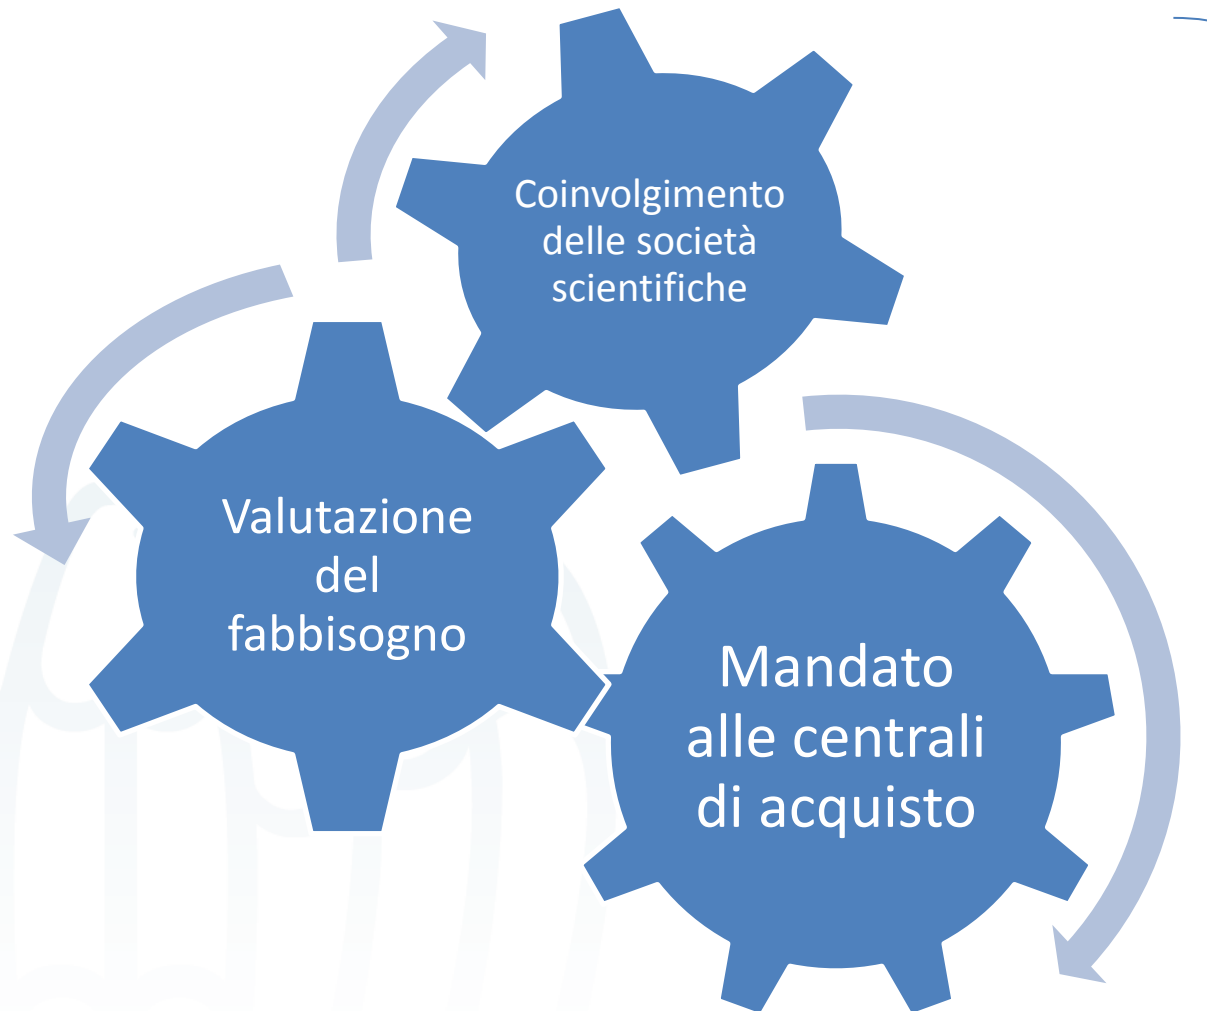 Coinvolgimento
delle società
scientifiche
Valutazione
del
fabbisogno
Mandato
alle centrali
di acquisto